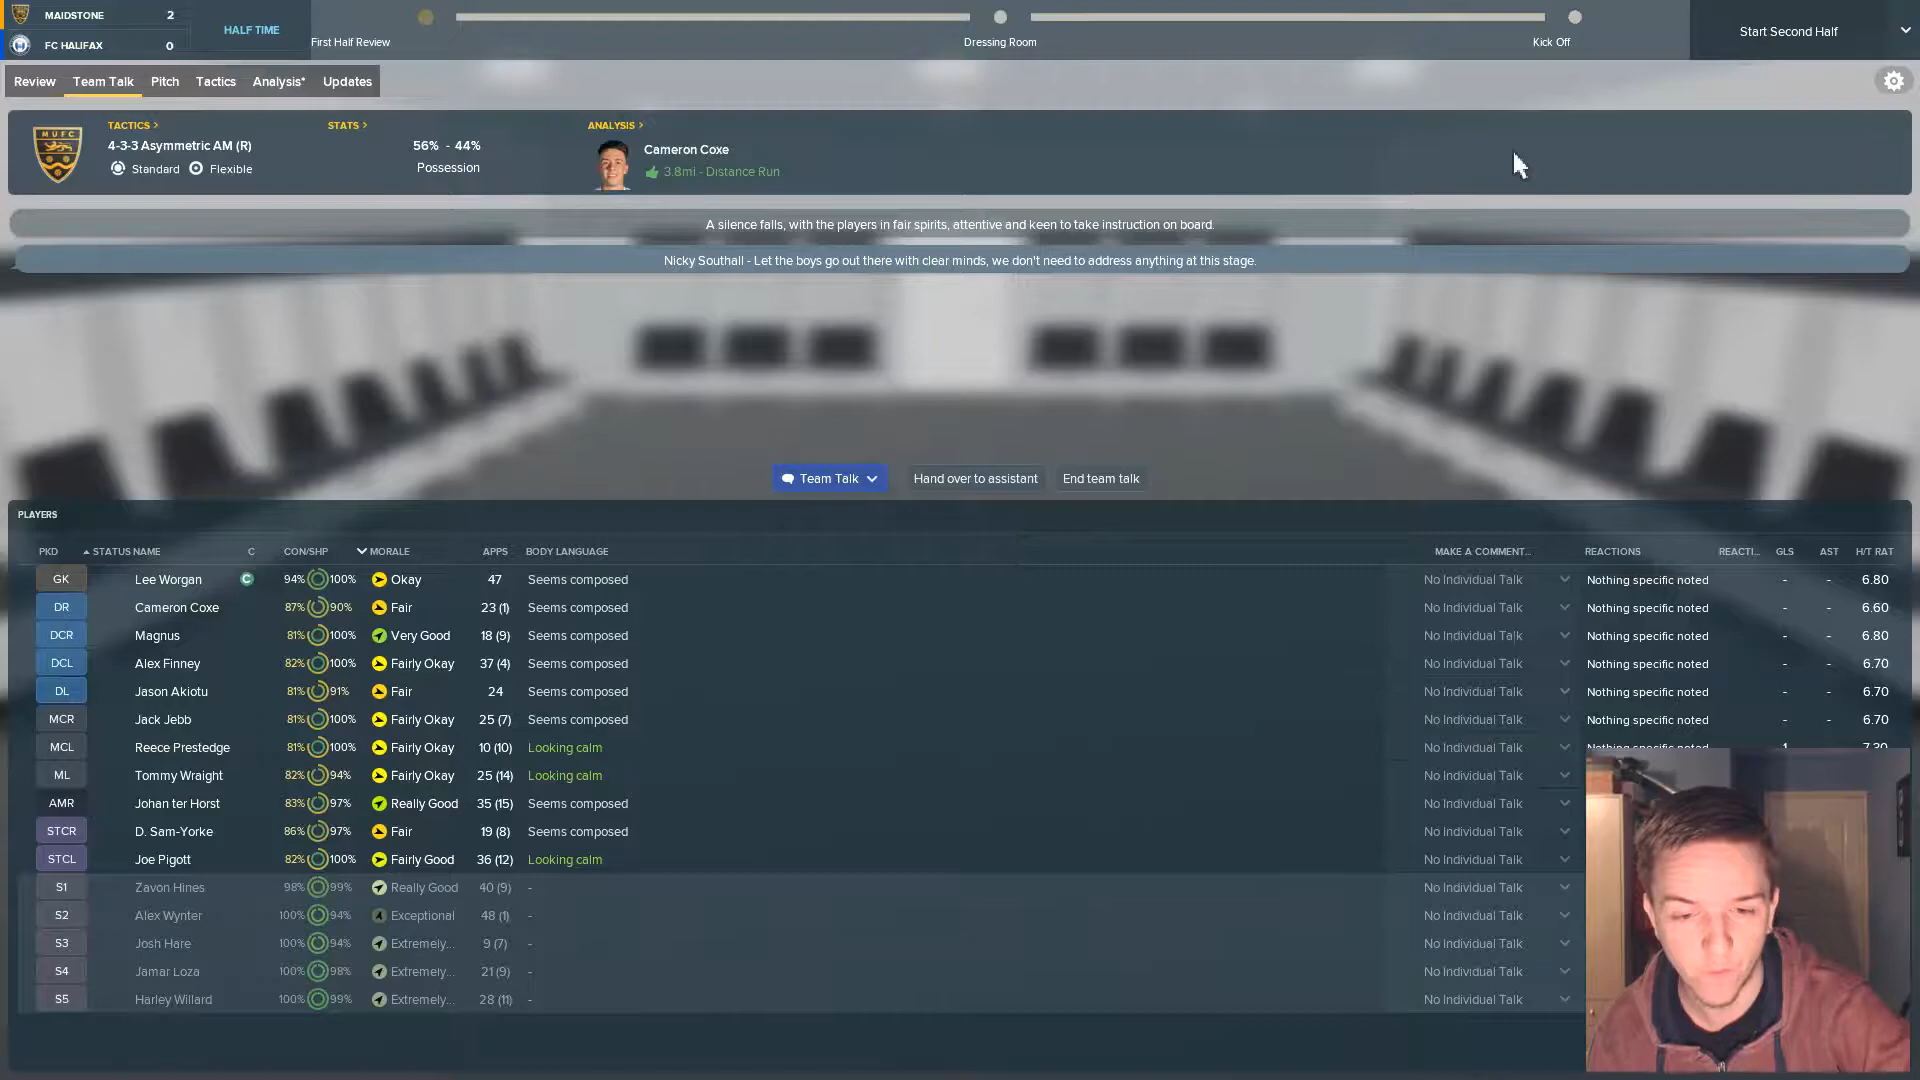 MAIDSTONE 2
FC HALIFAX 0
HALF TIME
First Half Review
Dressing Room
Kick Off
Start Second Half
Review Team Talk Pitch Tactics Analysis* Updates
MUFC
TACTICS >
4-3-3 Asymmetric AM (R)
Standard Flexible
STATS >
56% - 44%
Possession
ANALYSIS >
Cameron Coxe
3.8mi - Distance Run
A silence falls, with the players in fair spirits, attentive and keen to take instruction on board.
Nicky Southall - Let the boys go out there with clear minds, we don't need to address anything at this stage.
Team Talk Hand over to assistant End team talk
PLAYERS
PKD STATUS NAME C CON/SHP MORALE APPS BODY LANGUAGE MAKE A COMMENT... REACTIONS REACTI... GLS AST H/T RAT
GK Lee Worgan C 94% 100% Okay 47 Seems composed No Individual Talk Nothing specific noted - - 6.80
DR Cameron Coxe 87% 90% Fair 23 (1) Seems composed No Individual Talk Nothing specific noted - - 6.60
DCR Magnus 81% 100% Very Good 18 (9) Seems composed No Individual Talk Nothing specific noted - - 6.80
DCL Alex Finney 82% 100% Fairly Okay 37 (4) Seems composed No Individual Talk Nothing specific noted - - 6.70
DL Jason Akiotu 81% 91% Fair 24 Seems composed No Individual Talk Nothing specific noted - - 6.70
MCR Jack Jebb 81% 100% Fairly Okay 25 (7) Seems composed No Individual Talk Nothing specific noted - - 6.70
MCL Reece Prestedge 81% 100% Fairly Okay 10 (10) Looking calm No Individual Talk Nothing specific noted 1 - 7.30
ML Tommy Wraight 82% 94% Fairly Okay 25 (14) Looking calm No Individual Talk
AMR Johan ter Horst 83% 97% Really Good 35 (15) Seems composed No Individual Talk
STCR D. Sam-Yorke 86% 97% Fair 19 (8) Seems composed No Individual Talk
STCL Joe Pigott 82% 100% Fairly Good 36 (12) Looking calm No Individual Talk
S1 Zavon Hines 98% 99% Really Good 40 (9) - No Individual Talk
S2 Alex Wynter 100% 94% Exceptional 48 (1) - No Individual Talk
S3 Josh Hare 100% 94% Extremely... 9 (7) - No Individual Talk
S4 Jamar Loza 100% 98% Extremely... 21 (9) - No Individual Talk
S5 Harley Willard 100% 99% Extremely... 28 (11) - No Individual Talk